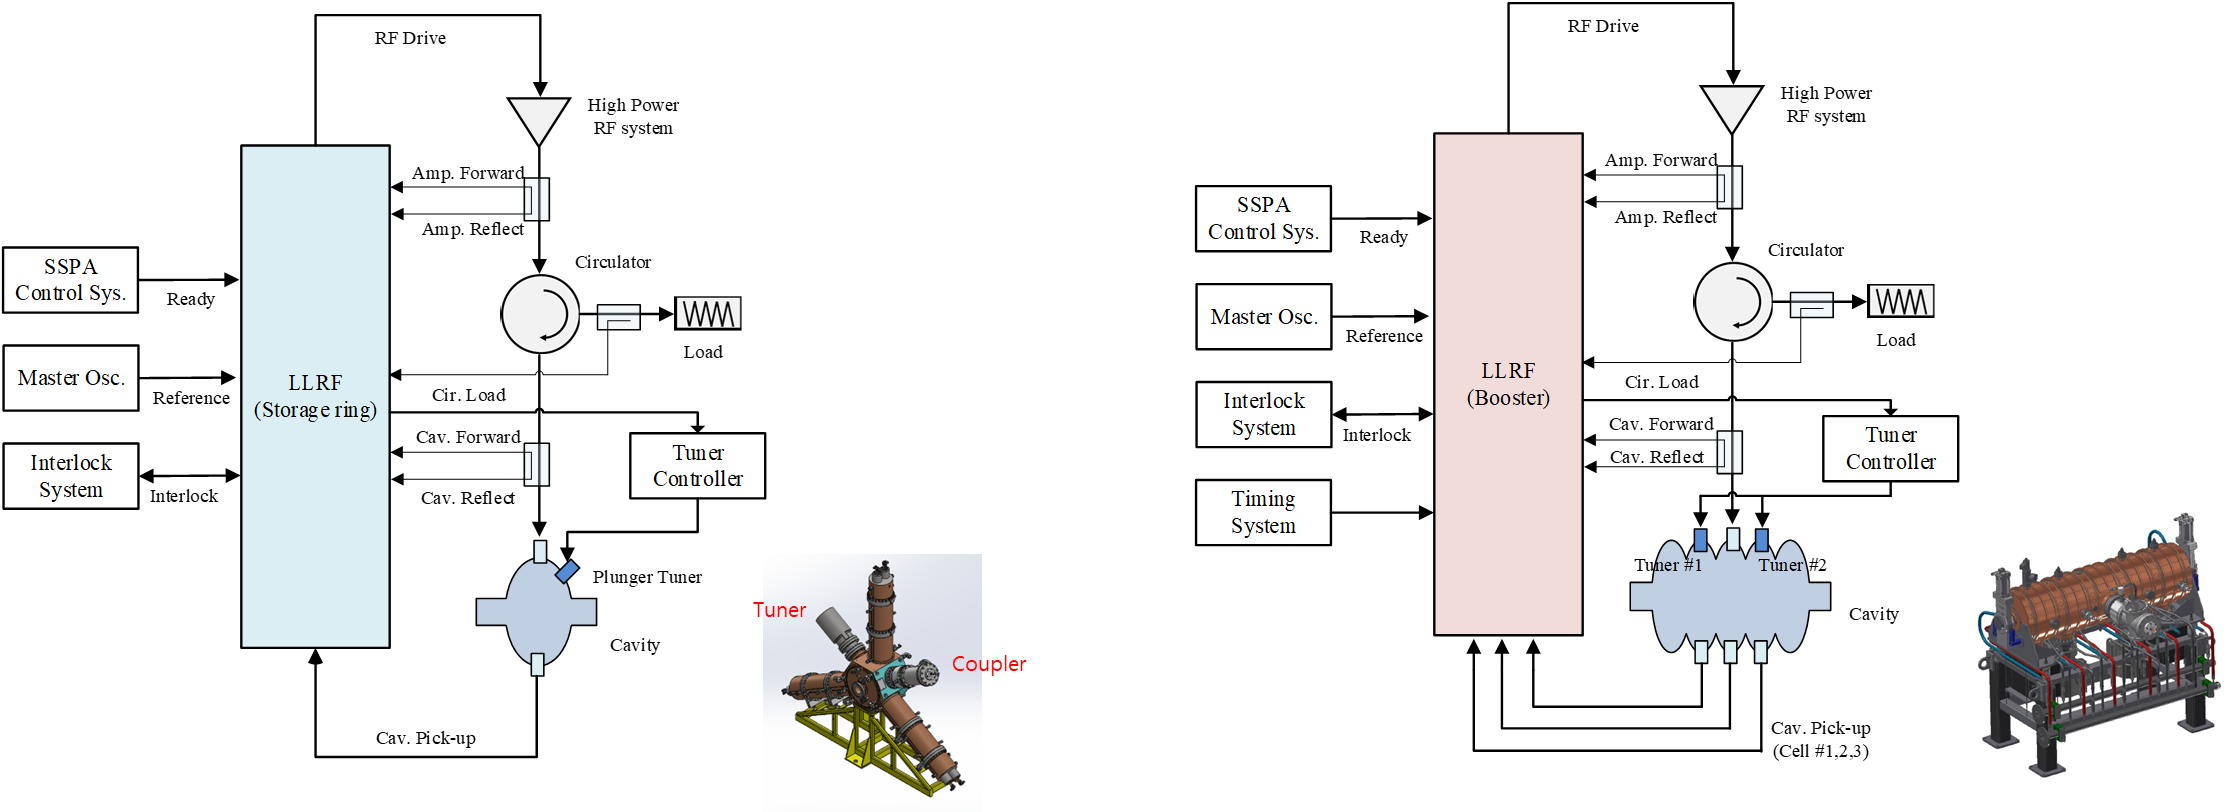 RF Drive
High Power
RF system
Amp. Forward
Amp. Reflect
SSPA
Control Sys.
Ready
Circulator
Load
Master Osc.
Reference
LLRF
(Storage ring)
Cir. Load
Cav. Forward
Cav. Reflect
Tuner
Controller
Interlock
System
Interlock
Plunger Tuner
Cavity
Cav. Pick-up
Tuner
Coupler
RF Drive
High Power
RF system
Amp. Forward
Amp. Reflect
SSPA
Control Sys.
Ready
Circulator
Load
Master Osc.
Reference
LLRF
(Booster)
Cir. Load
Interlock
System
Interlock
Cav. Forward
Cav. Reflect
Tuner
Controller
Timing
System
Tuner #1
Tuner #2
Cavity
Cav. Pick-up
(Cell #1,2,3)